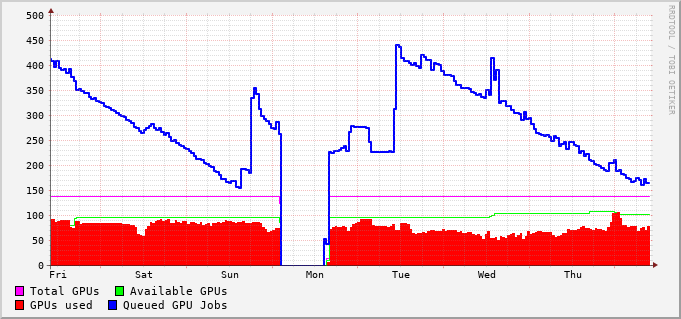 500
450
400
350
300
250
200
150
100
50
0
Fri Sat Sun Mon Tue Wed Thu
Total GPUs Available GPUs
GPUs used Queued GPU Jobs
RRDTOOL / TOBI OETIKER